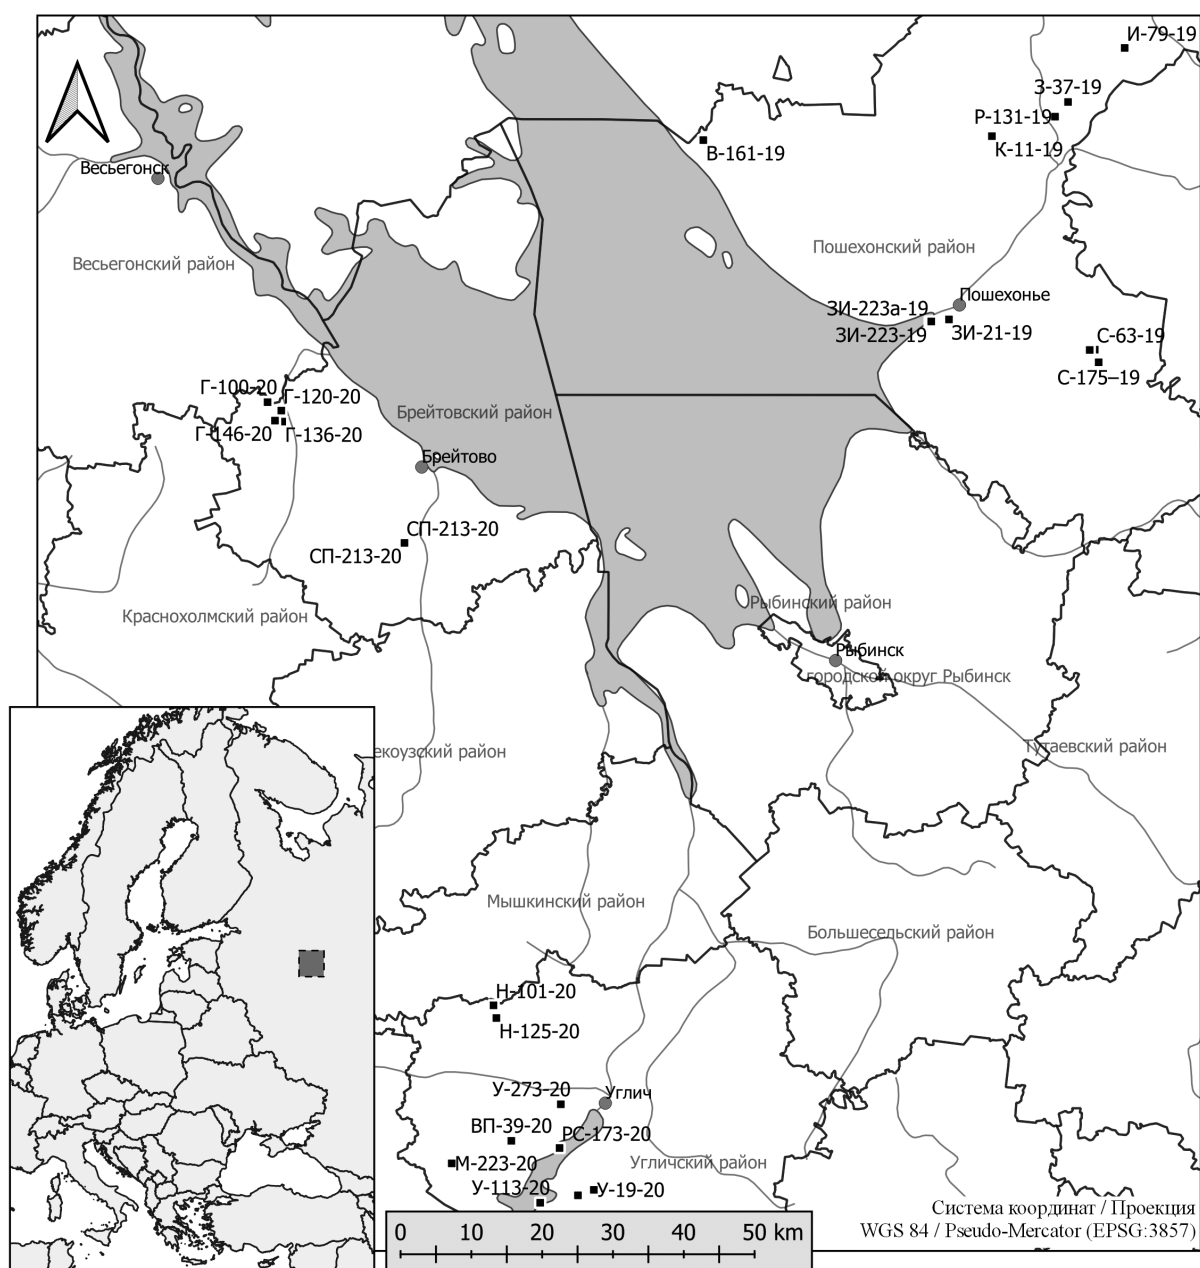 И-79-19
З-37-19
Р-131-19
К-11-19
В-161-19
Весьегонск
Пошехонский район
Весьегонский район
Пошехонье
ЗИ-223а-19
ЗИ-223-19
ЗИ-21-19
С-63-19
С-175–19
Г-100-20
Г-120-20
Г-146-20
Г-136-20
Брейтовский район
Брейтово
СП-213-20
СП-213-20
Рыбинский район
Краснохолмский район
Рыбинск
городской округ Рыбинск
Тутаевский район
екоузский район
Мышкинский район
Большесельский район
Н-101-20
Н-125-20
У-273-20
Углич
ВП-39-20
РС-173-20
М-223-20
Угличский район
У-113-20
У-19-20
Система координат / Проекция
WGS 84 / Pseudo-Mercator (EPSG:3857)
0 10 20 30 40 50 km